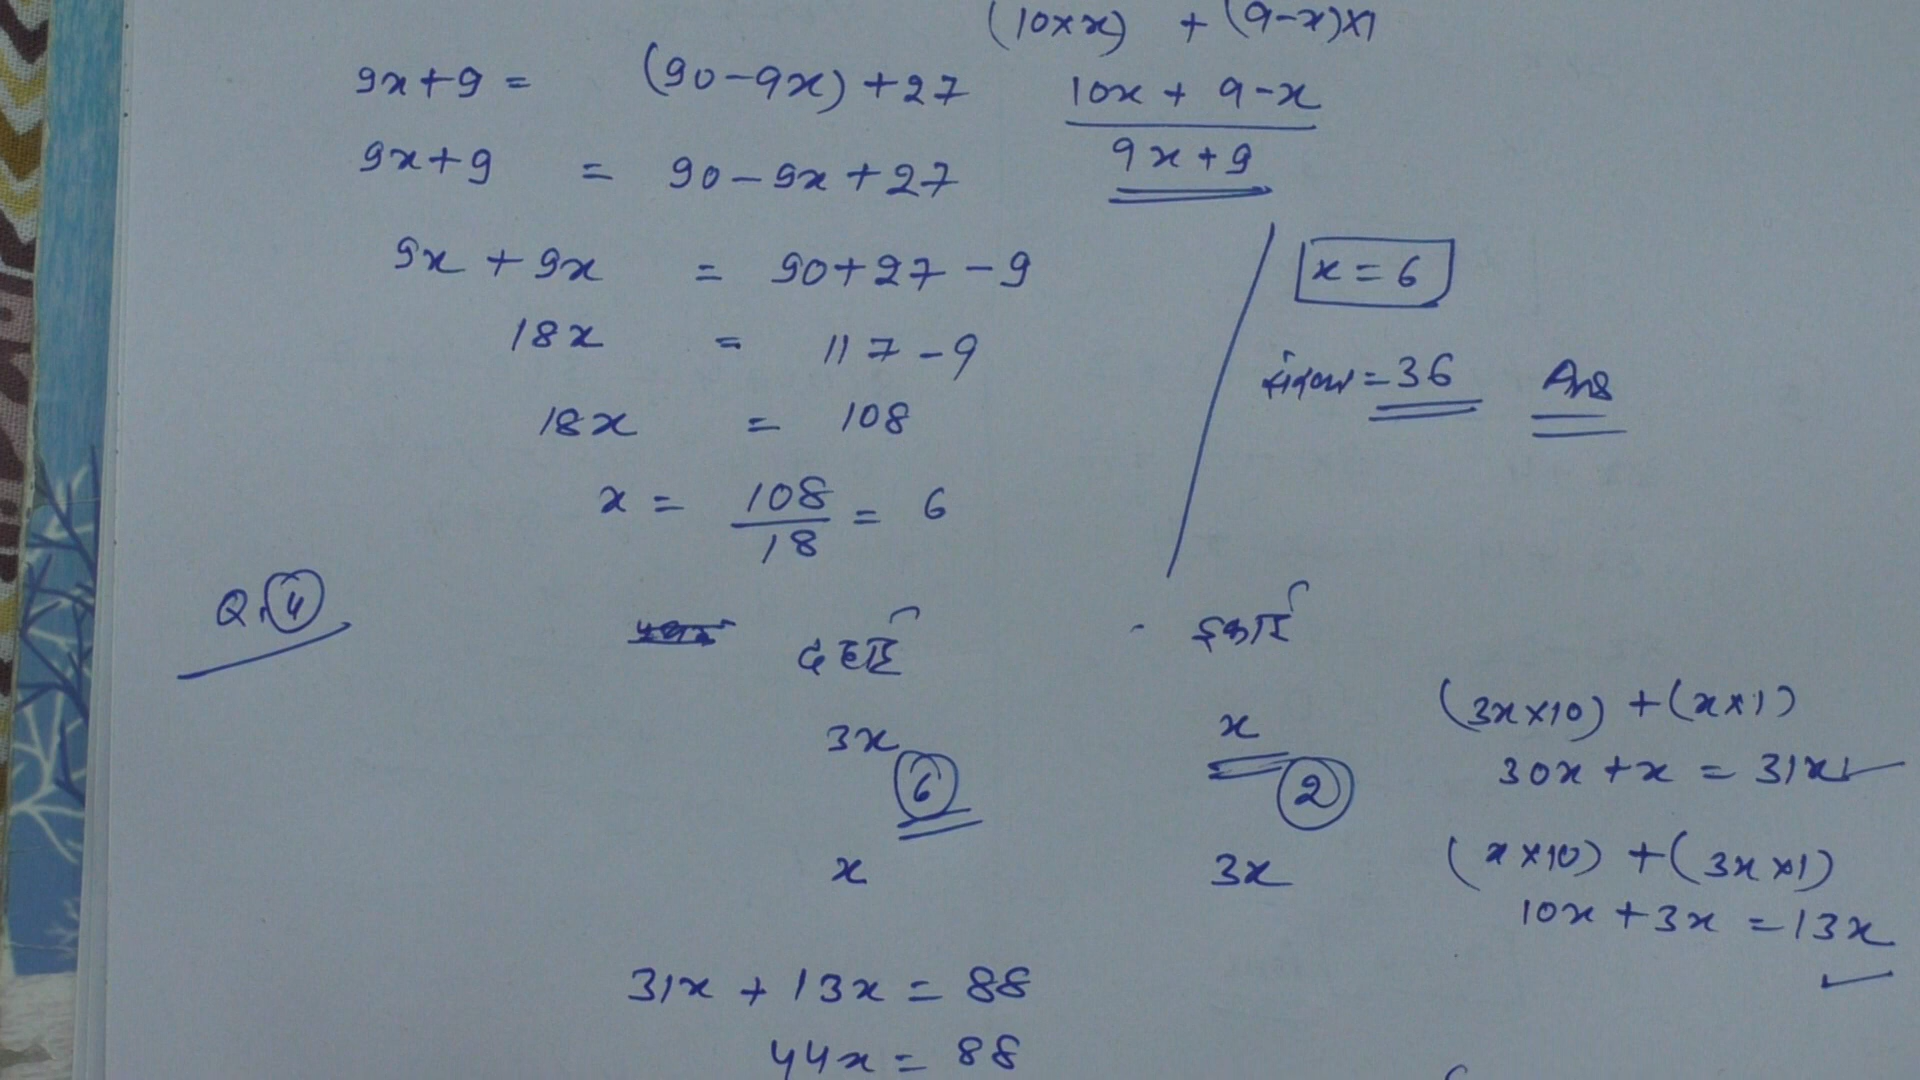 (10×x) + (9-x)×1
9x+9 = (90-9x) + 27
10x + 9-x
9x+9
9x+9 = 90-9x+27
9x + 9x = 90+27-9
x = 6
18x = 117-9
संख्या = 36 Ans
18x = 108
x = 108/18 = 6
Q.4
दहाई इकाई
3x x
(3x×10) + (x×1)
6 2
30x + x = 31x
x 3x
(x×10) + (3x×1)
10x + 3x = 13x
31x + 13x = 88
44x = 88